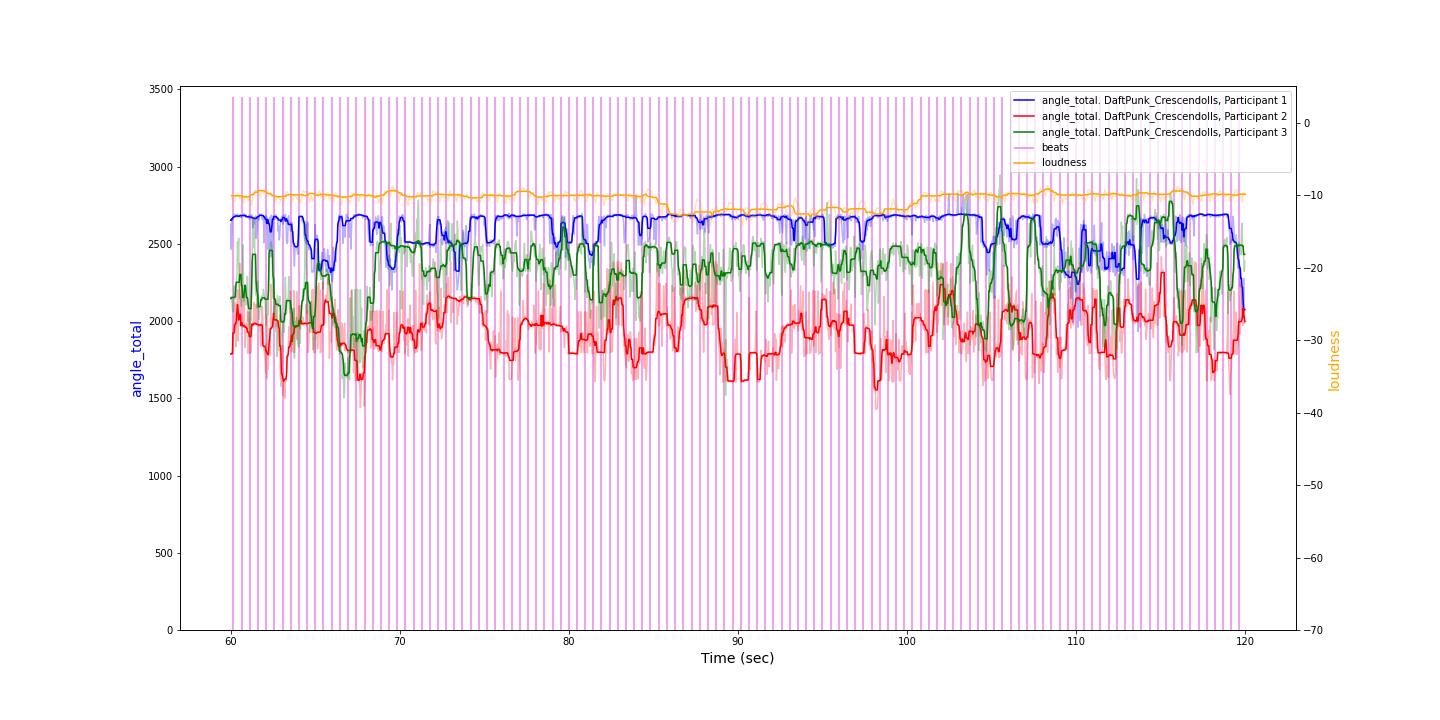 angle_total. DaftPunk_Crescendolls, Participant 1
angle_total. DaftPunk_Crescendolls, Participant 2
angle_total. DaftPunk_Crescendolls, Participant 3
beats
loudness
3500
3000
2500
2000
1500
1000
500
0
angle_total
0
−10
−20
−30
−40
−50
−60
−70
loudness
60
70
80
90
100
110
120
Time (sec)